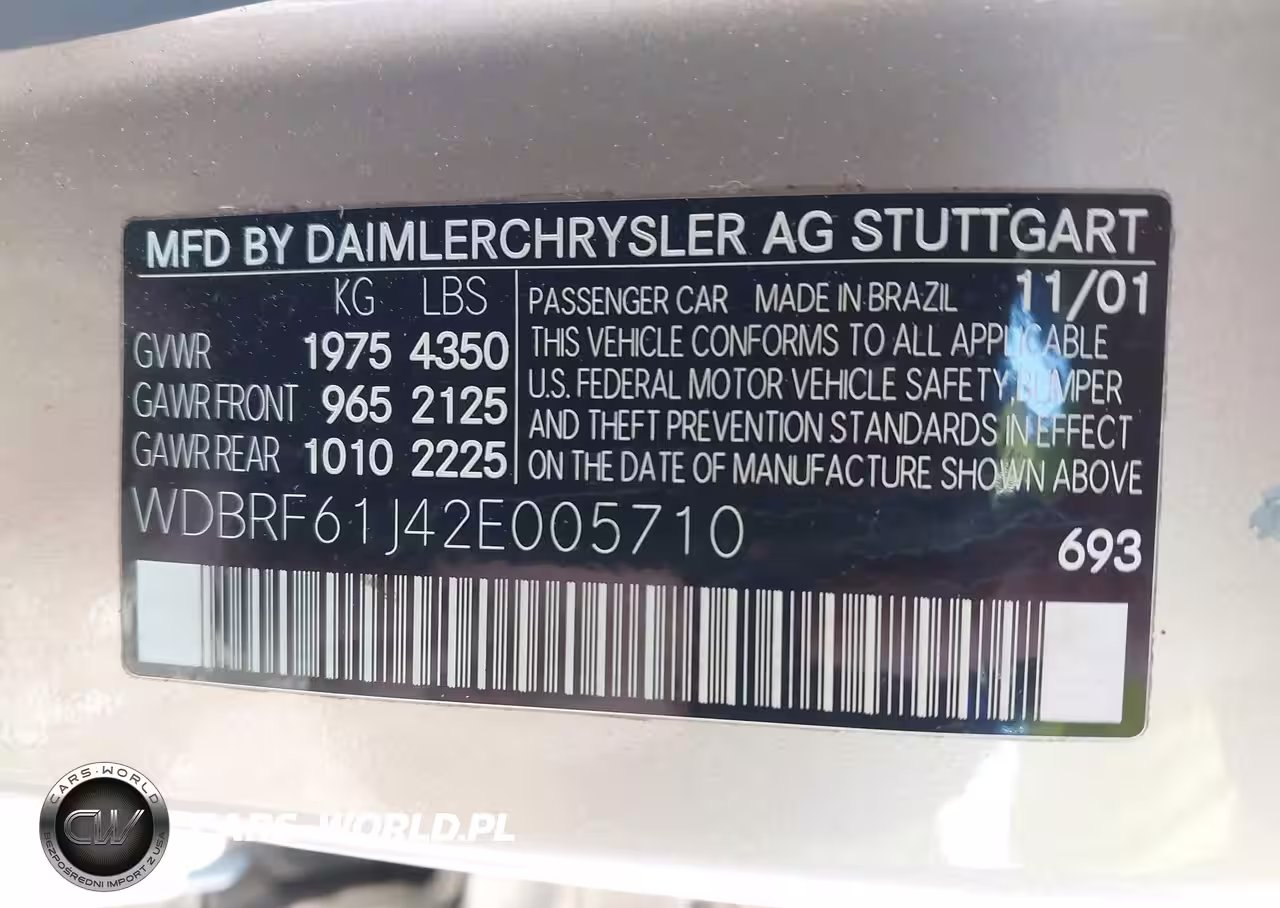 MFD BY DAIMLERCHRYSLER AG STUTTGART
KG LBS
GVWR 1975 4350
GAWR FRONT 965 2125
GAWR REAR 1010 2225
PASSENGER CAR MADE IN BRAZIL 11/01
THIS VEHICLE CONFORMS TO ALL APPLICABLE
U.S. FEDERAL MOTOR VEHICLE SAFETY, BUMPER
AND THEFT PREVENTION STANDARDS IN EFFECT
ON THE DATE OF MANUFACTURE SHOWN ABOVE
WDBRF61J42E005710
693
CARS-WORLD
CW
BEZPOŚREDNI IMPORT Z USA
CARS-WORLD.PL